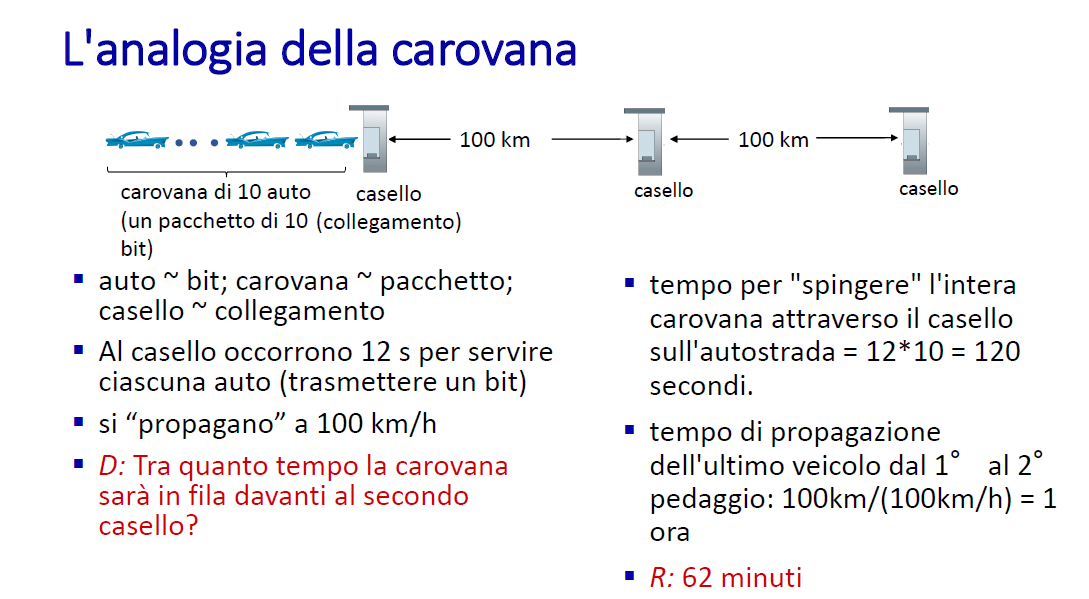 L'analogia della carovana
100 km
100 km
carovana di 10 auto
(un pacchetto di 10
bit)
casello
(collegamento)
casello
casello
▪ auto ~ bit; carovana ~ pacchetto;
casello ~ collegamento
▪ Al casello occorrono 12 s per servire
ciascuna auto (trasmettere un bit)
▪ si “propagano” a 100 km/h
▪ D: Tra quanto tempo la carovana
sarà in fila davanti al secondo
casello?
▪ tempo per "spingere" l'intera
carovana attraverso il casello
sull'autostrada = 12*10 = 120
secondi.
▪ tempo di propagazione
dell'ultimo veicolo dal 1° al 2°
pedaggio: 100km/(100km/h) = 1
ora
▪ R: 62 minuti